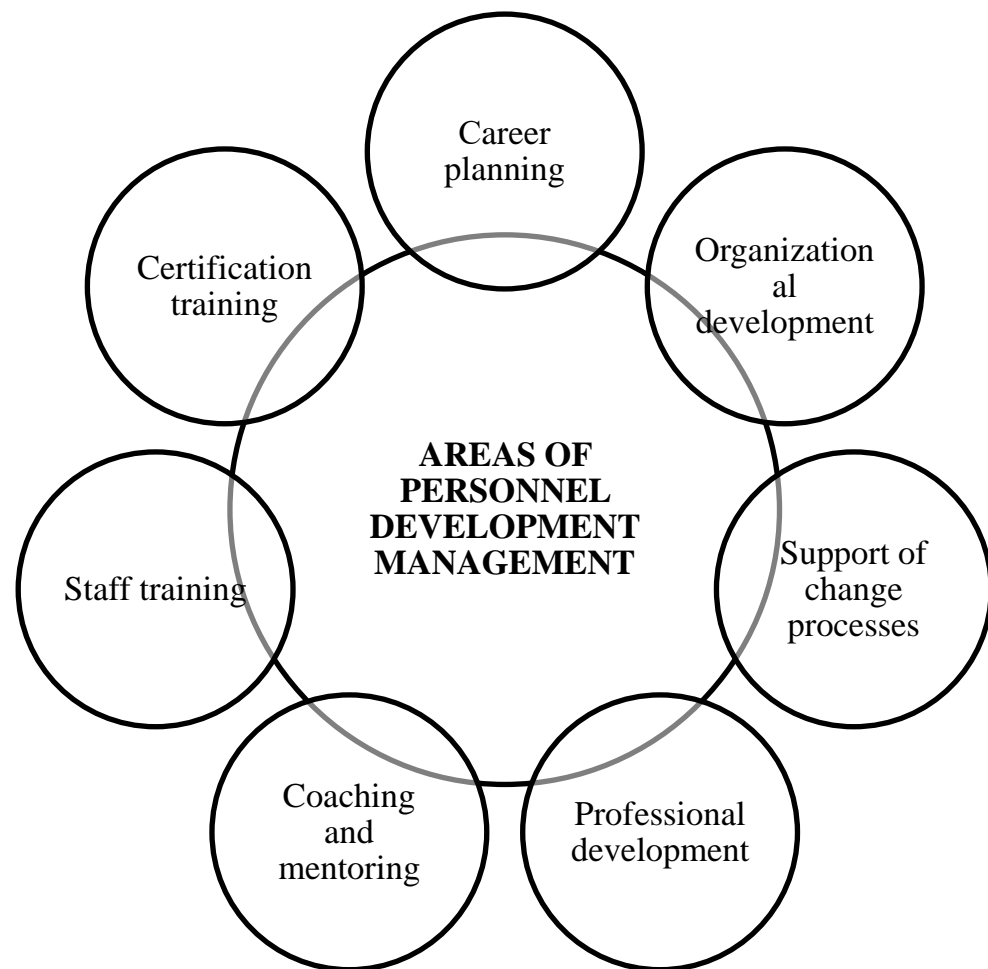 Career
planning
Organization
al
development
Support of
change
processes
Professional
development
Coaching
and
mentoring
Staff training
Certification
training
AREAS OF
PERSONNEL
DEVELOPMENT
MANAGEMENT